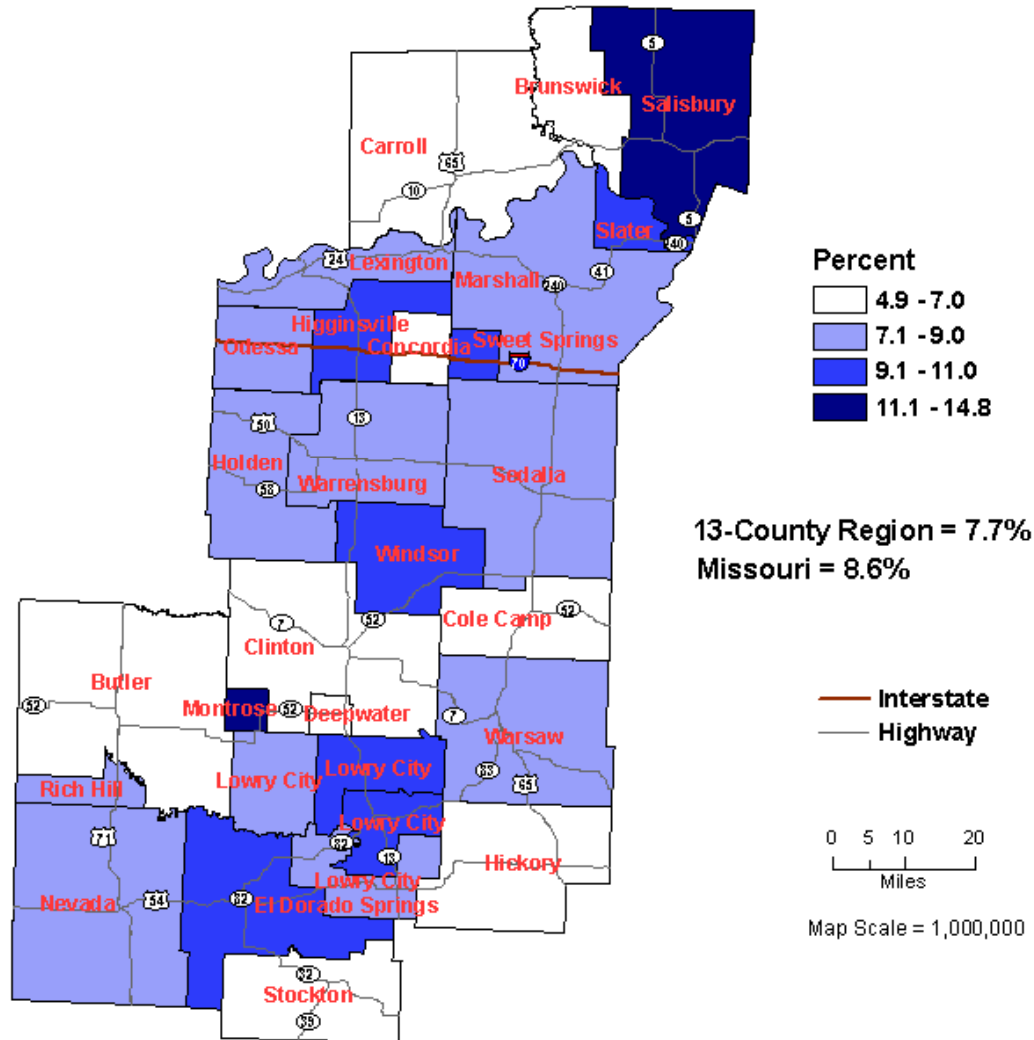 5
Brunswick
Salisbury
Carroll
65
10
5
Slater
40
24
Lexington
Marshall
41
240
Higginsville
Odessa
Concordia
Sweet Springs
70
50
13
Holden
58
Warrensburg
Sedalia
Windsor
7
52
Cole Camp
52
Clinton
Butler
52
Montrose
52
Deepwater
7
Warsaw
Lowry City
Lowry City
83
65
Rich Hill
Lowry City
71
82
13
Hickory
Lowry City
Nevada
54
82
El Dorado Springs
32
Stockton
39
Percent
4.9 - 7.0
7.1 - 9.0
9.1 - 11.0
11.1 - 14.8
13-County Region = 7.7%
Missouri = 8.6%
Interstate
Highway
0 5 10 20
Miles
Map Scale = 1,000,000